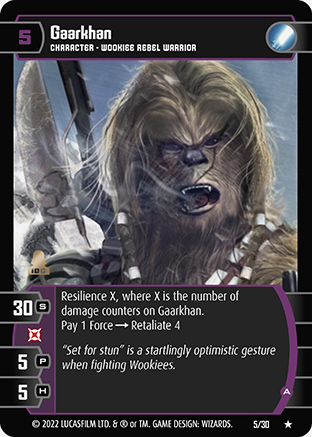 5
Gaarkhan
CHARACTER - WOOKIEE REBEL WARRIOR
30 S
5 P
5 H
Resilience X, where X is the number of
damage counters on Gaarkhan.
Pay 1 Force → Retaliate 4
“Set for stun” is a startlingly optimistic gesture
when fighting Wookiees.
A
© 2022 LUCASFILM LTD. & ® or TM. GAME DESIGN: WIZARDS.
5/30 ★